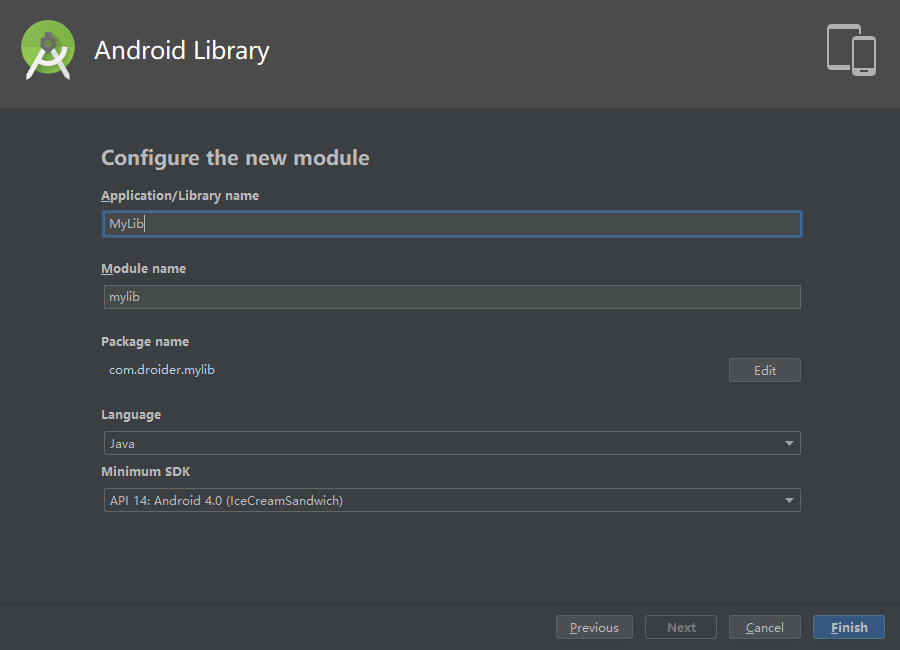 Android Library
Configure the new module
Application/Library name
MyLib
Module name
mylib
Package name
com.droider.mylib
Edit
Language
Java
Minimum SDK
API 14: Android 4.0 (IceCreamSandwich)
Previous
Next
Cancel
Finish